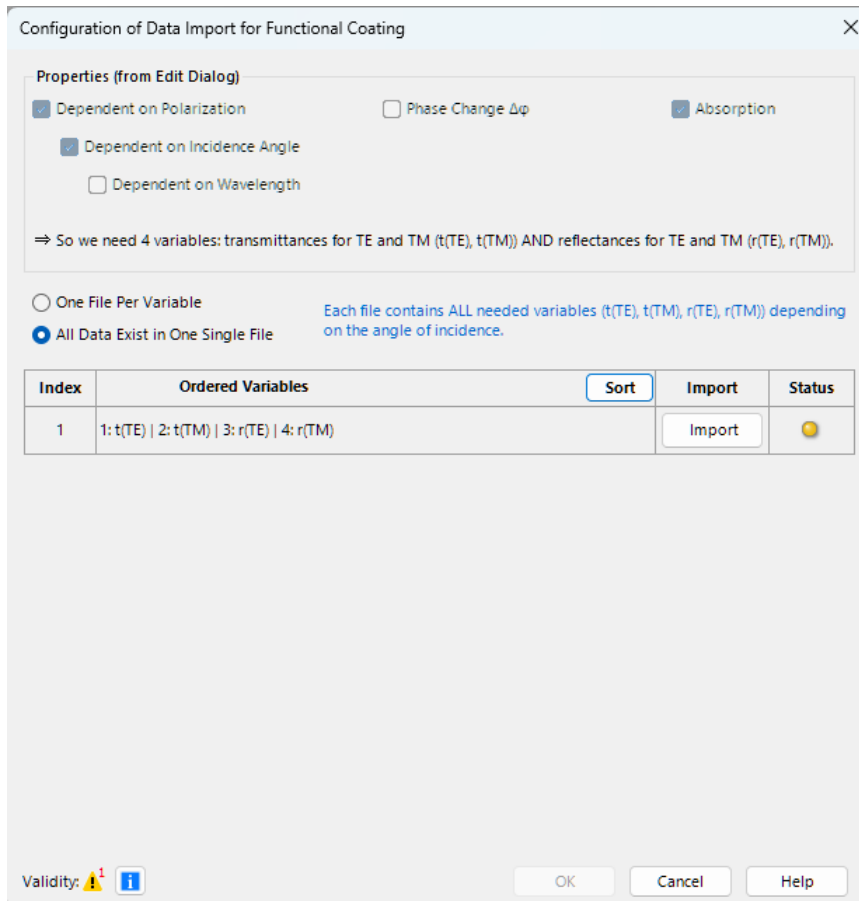 Configuration of Data Import for Functional Coating
Properties (from Edit Dialog)
Dependent on Polarization
Phase Change Δφ
Absorption
Dependent on Incidence Angle
Dependent on Wavelength
⇒ So we need 4 variables: transmittances for TE and TM (t(TE), t(TM)) AND reflectances for TE and TM (r(TE), r(TM)).
One File Per Variable
All Data Exist in One Single File
Each file contains ALL needed variables (t(TE), t(TM), r(TE), r(TM)) depending
on the angle of incidence.
Index Ordered Variables Sort Import Status
1 1: t(TE) | 2: t(TM) | 3: r(TE) | 4: r(TM) Import
Validity: 1 OK Cancel Help